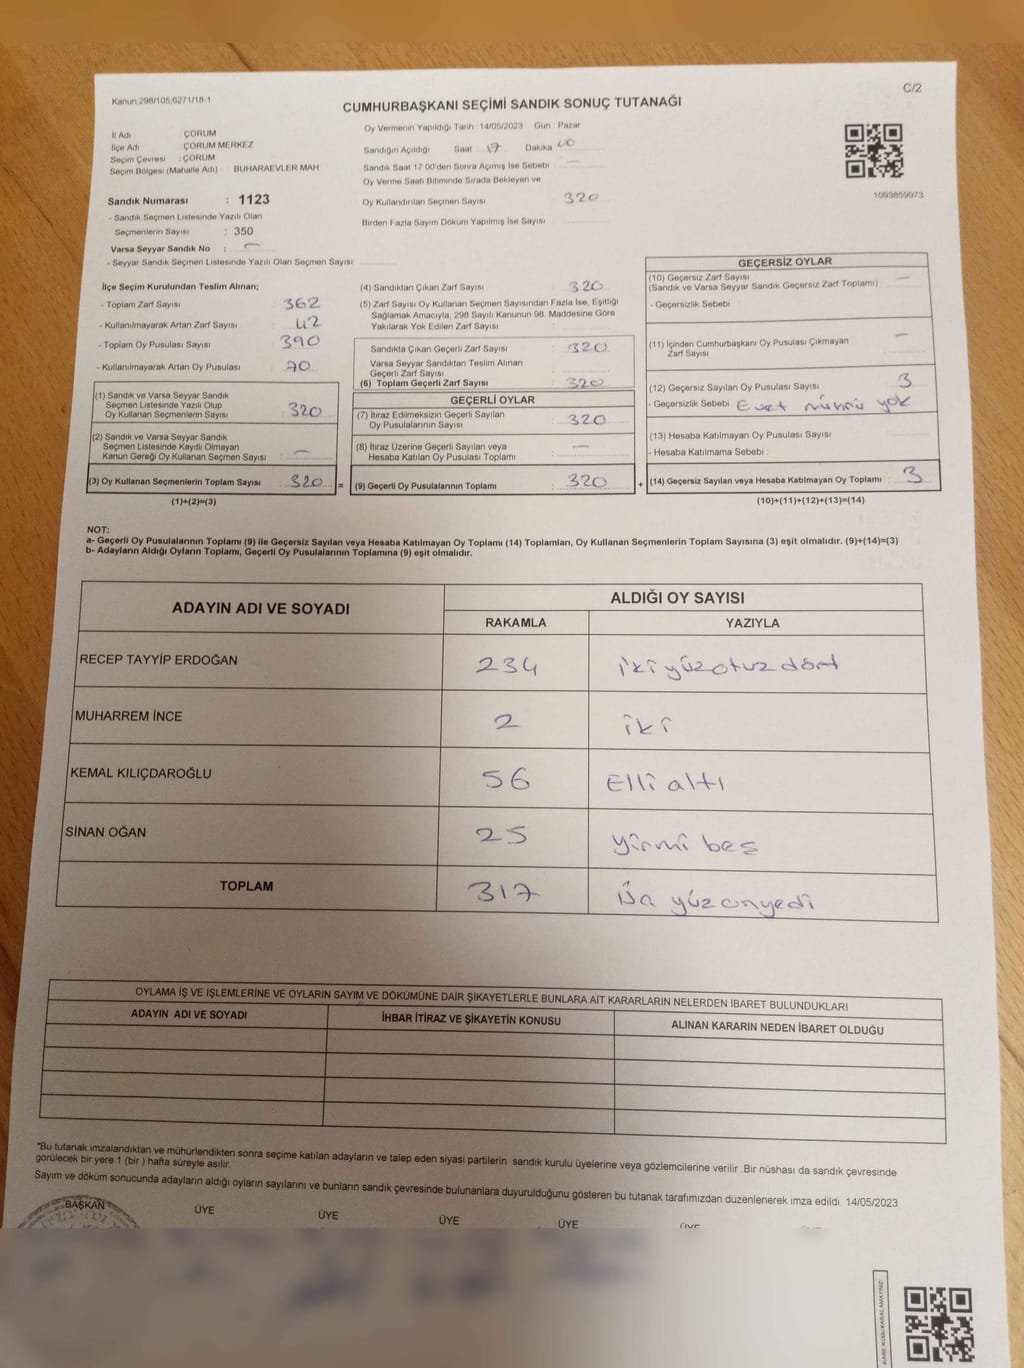 Kanun:298/105,6271/18-1
C/2
CUMHURBAŞKANI SEÇİMİ SANDIK SONUÇ TUTANAĞI
İl Adı ÇORUM
İlçe Adı ÇORUM MERKEZ
Seçim Çevresi : ÇORUM
Seçim Bölgesi (Mahalle Adı) BUHARAEVLER MAH
Sandık Numarası : 1123
- Sandık Seçmen Listesinde Yazılı Olan
Seçmenlerin Sayısı : 350
Varsa Seyyar Sandık No : —
- Seyyar Sandık Seçmen Listesinde Yazılı Olan Seçmen Sayısı
Oy Vermenin Yapıldığı Tarih :14/05/2023 Gün Pazar
Sandığın Açıldığı Saat : 17 Dakika 00
Sandık Saat 17:00'den Sonra Açımış İse Sebebi —
Oy Verme Saati Bitiminde Sırada Bekleyen ve
Oy Kullandırılan Seçmen Sayısı 320
Birden Fazla Sayım Döküm Yapılmış İse Sayısı
1093859973
İlçe Seçim Kurulundan Teslim Alınan;
- Toplam Zarf Sayısı 362
- Kullanılmayarak Artan Zarf Sayısı 42
- Toplam Oy Pusulası Sayısı 390
- Kullanılmayarak Artan Oy Pusulası 70
(1) Sandık ve Varsa Seyyar Sandık
Seçmen Listesinde Yazılı Olup
Oy Kullanan Seçmenlerin Sayısı 320
(2) Sandık ve Varsa Seyyar Sandık
Seçmen Listesinde Kayıtlı Olmayan
Kanun Gereği Oy Kullanan Seçmen Sayısı : —
(3) Oy Kullanan Seçmenlerin Toplam Sayısı : 320
(1)+(2)=(3)
(4) Sandıktan Çıkan Zarf Sayısı : 320
(5) Zarf Sayısı Oy Kullanan Seçmen Sayısından Fazla İse, Eşitliği
Sağlamak Amacıyla, 298 Sayılı Kanunun 98. Maddesine Göre
Yakılarak Yok Edilen Zarf Sayısı
Sandıkta Çıkan Geçerli Zarf Sayısı : 320
Varsa Seyyar Sandıktan Teslim Alınan
Geçerli Zarf Sayısı
(6) Toplam Geçerli Zarf Sayısı : 320
GEÇERLİ OYLAR
(7) İtiraz Edilmeksizin Geçerli Sayılan
Oy Pusulalarının Sayısı : 320
(8) İtiraz Üzerine Geçerli Sayılan veya
Hesaba Katılan Oy Pusulası Toplamı : —
= (9) Geçerli Oy Pusulalarının Toplamı : 320
GEÇERSİZ OYLAR
(10) Geçersiz Zarf Sayısı —
(Sandık ve Varsa Seyyar Sandık Geçersiz Zarf Toplamı)
- Geçersizlik Sebebi
(11) İçinden Cumhurbaşkanı Oy Pusulası Çıkmayan —
Zarf Sayısı
(12) Geçersiz Sayılan Oy Pusulası Sayısı 3
- Geçersizlik Sebebi : Evet mührü yok
(13) Hesaba Katılmayan Oy Pusulası Sayısı
- Hesaba Katılmama Sebebi :
+ (14) Geçersiz Sayılan veya Hesaba Katılmayan Oy Toplamı : 3
(10)+(11)+(12)+(13)=(14)
NOT:
a- Geçerli Oy Pusulalarının Toplamı (9) ile Geçersiz Sayılan veya Hesaba Katılmayan Oy Toplamı (14) Toplamları, Oy Kullanan Seçmenlerin Toplam Sayısına (3) eşit olmalıdır. (9)+(14)=(3)
b- Adayların Aldığı Oyların Toplamı, Geçerli Oy Pusulalarının Toplamına (9) eşit olmalıdır.
ADAYIN ADI VE SOYADI
ALDIĞI OY SAYISI
RAKAMLA YAZIYLA
RECEP TAYYİP ERDOĞAN 234 ikiyüzotuzdört
MUHARREM İNCE 2 iki
KEMAL KILIÇDAROĞLU 56 Elli altı
SİNAN OĞAN 25 yirmi beş
TOPLAM 317 Üç yüzonyedi
OYLAMA İŞ VE İŞLEMLERİNE VE OYLARIN SAYIM VE DÖKÜMÜNE DAİR ŞİKAYETLERLE BUNLARA AİT KARARLARIN NELERDEN İBARET BULUNDUKLARI
ADAYIN ADI VE SOYADI İHBAR İTİRAZ VE ŞİKAYETİN KONUSU ALINAN KARARIN NEDEN İBARET OLDUĞU
*Bu tutanak imzalandıktan ve mühürlendikten sonra seçime katılan adayların ve talep eden siyasi partilerin sandık kurulu üyelerine veya gözlemcilerine verilir. Bir nüshası da sandık çevresinde
görülecek bir yere 1 (bir ) hafta süreyle asılır.
Sayım ve döküm sonucunda adayların aldığı oyların sayılarını ve bunların sandık çevresinde bulunanlara duyurulduğunu gösteren bu tutanak tarafımızdan düzenlenerek imza edildi. 14/05/2023
BAŞKAN ÜYE ÜYE ÜYE ÜYE ÜYE
KARE KODU KARALAMAYINIZ!